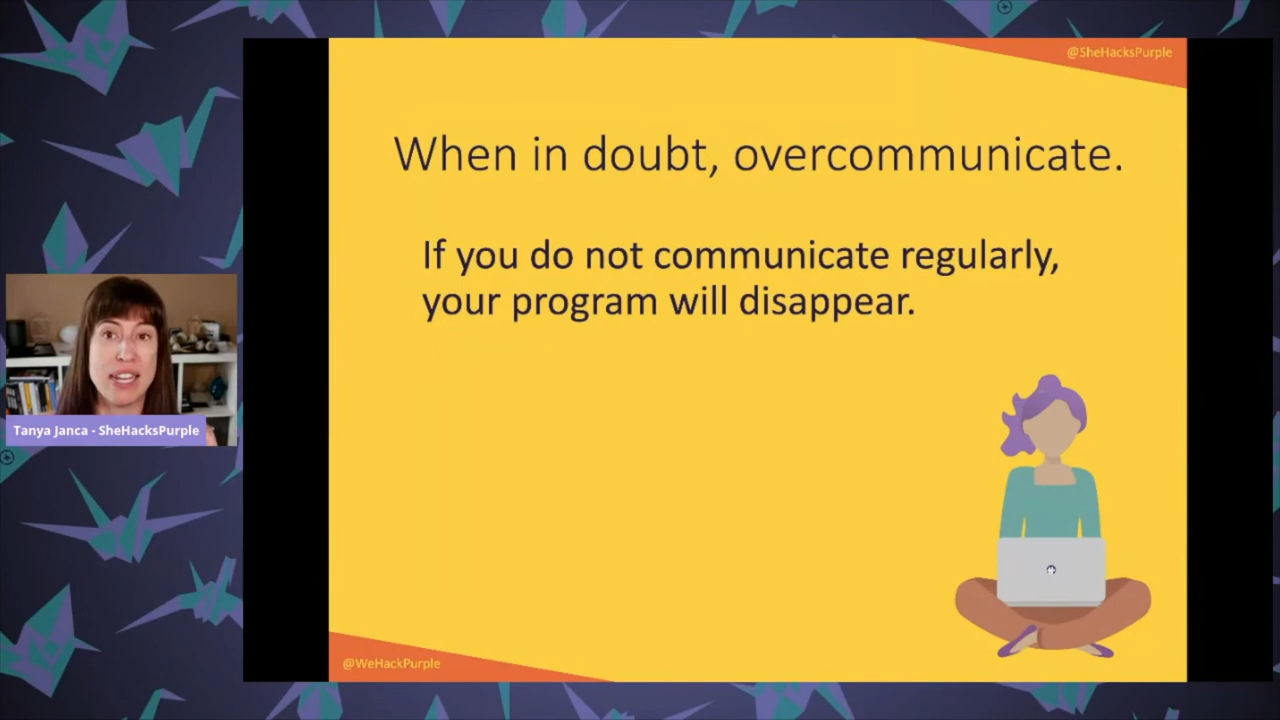 @SheHacksPurple
When in doubt, overcommunicate.
If you do not communicate regularly,
your program will disappear.
Tanya Janca - SheHacksPurple
@WeHackPurple